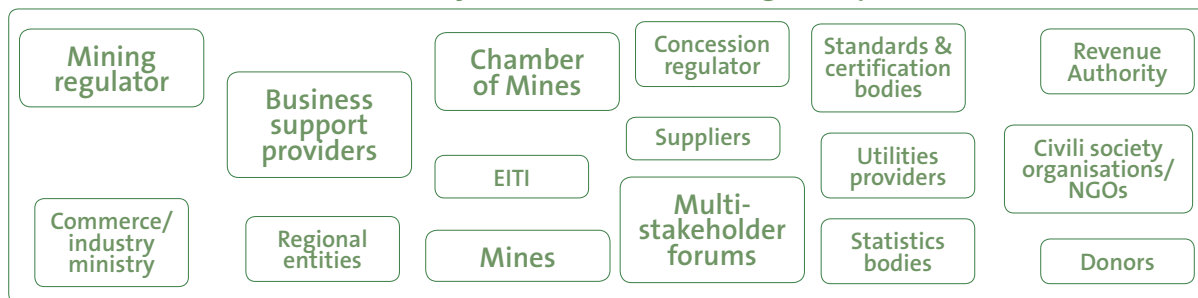 Mining
regulator
Business
support
providers
Chamber
of Mines
Concession
regulator
Standards &
certification
bodies
Revenue
Authority
Suppliers
EITI
Utilities
providers
Civili society
organisations/
NGOs
Commerce/
industry
ministry
Regional
entities
Mines
Multi-
stakeholder
forums
Statistics
bodies
Donors